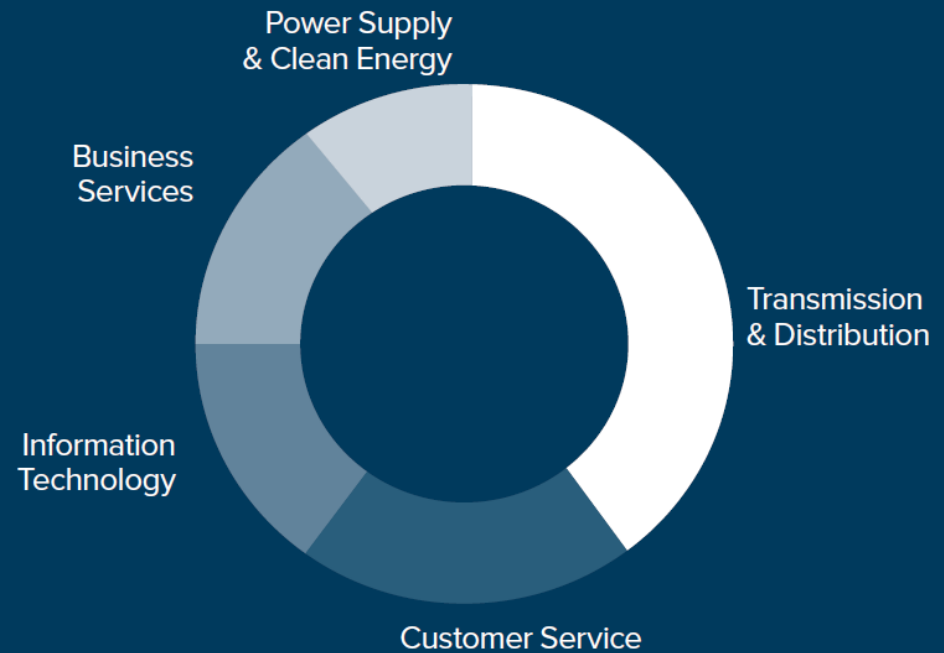 Power Supply
& Clean Energy
Business
Services
Transmission
& Distribution
Information
Technology
Customer Service